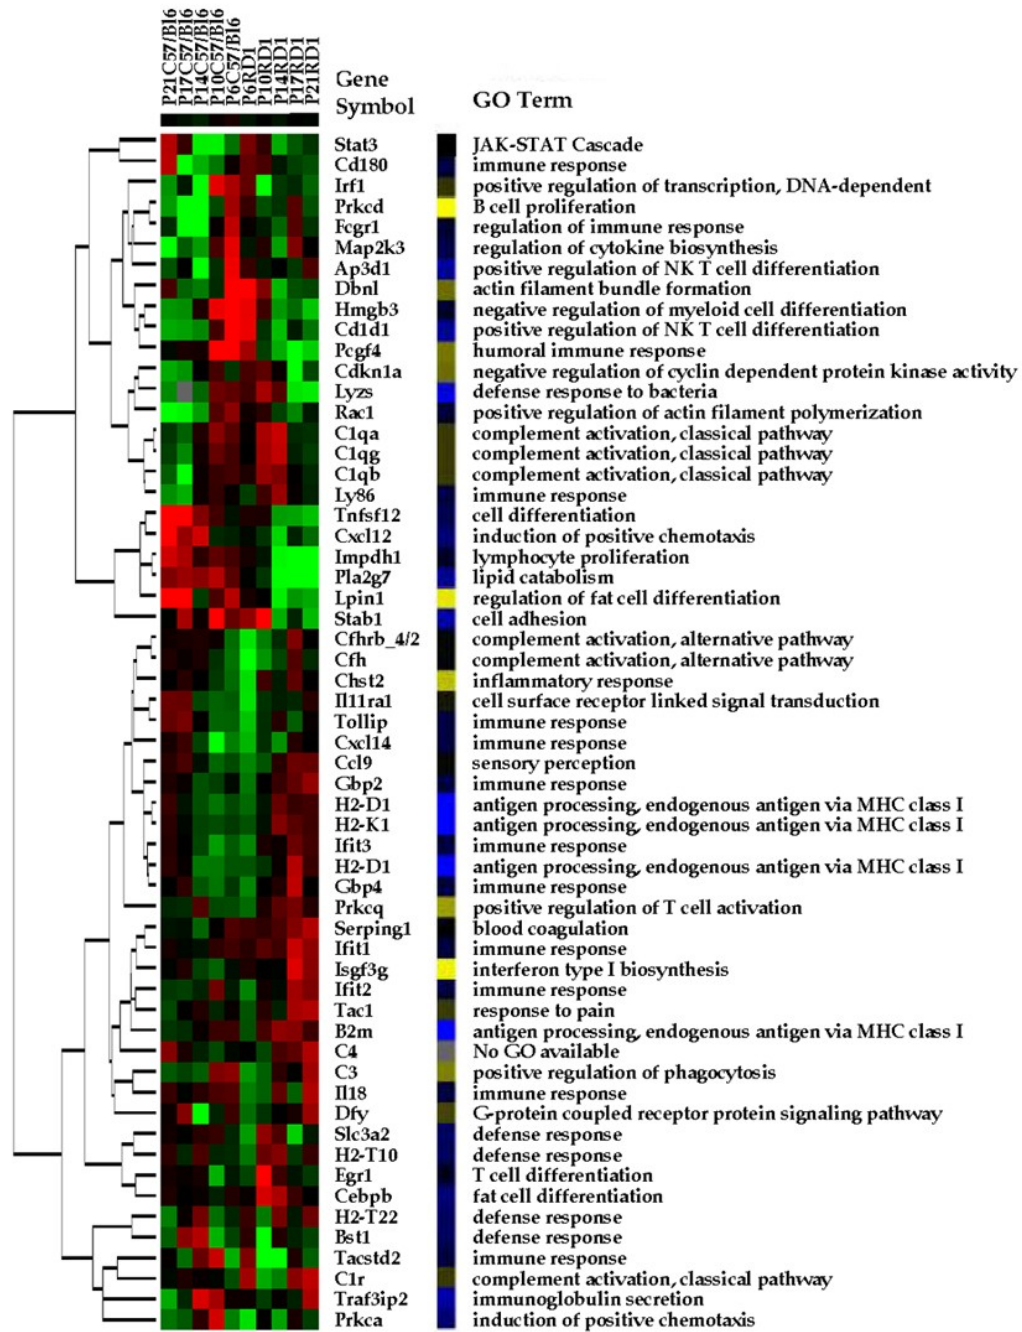 P21C57/Bl6
P17C57/Bl6
P14C57/Bl6
P10C57/Bl6
P6C57/Bl6
P6RD1
P10RD1
P14RD1
P17RD1
P21RD1
Gene Symbol GO Term
Stat3 JAK-STAT Cascade
Cd180 immune response
Irf1 positive regulation of transcription, DNA-dependent
Prkcd B cell proliferation
Fcgr1 regulation of immune response
Map2k3 regulation of cytokine biosynthesis
Ap3d1 positive regulation of NK T cell differentiation
Dbnl actin filament bundle formation
Hmgb3 negative regulation of myeloid cell differentiation
Cd1d1 positive regulation of NK T cell differentiation
Pcgf4 humoral immune response
Cdkn1a negative regulation of cyclin dependent protein kinase activity
Lyzs defense response to bacteria
Rac1 positive regulation of actin filament polymerization
C1qa complement activation, classical pathway
C1qg complement activation, classical pathway
C1qb complement activation, classical pathway
Ly86 immune response
Tnfsf12 cell differentiation
Cxcl12 induction of positive chemotaxis
Impdh1 lymphocyte proliferation
Pla2g7 lipid catabolism
Lpin1 regulation of fat cell differentiation
Stab1 cell adhesion
Cfhrb_4/2 complement activation, alternative pathway
Cfh complement activation, alternative pathway
Chst2 inflammatory response
Il11ra1 cell surface receptor linked signal transduction
Tollip immune response
Cxcl14 immune response
Ccl9 sensory perception
Gbp2 immune response
H2-D1 antigen processing, endogenous antigen via MHC class I
H2-K1 antigen processing, endogenous antigen via MHC class I
Ifit3 immune response
H2-D1 antigen processing, endogenous antigen via MHC class I
Gbp4 immune response
Prkcq positive regulation of T cell activation
Serping1 blood coagulation
Ifit1 immune response
Isgf3g interferon type I biosynthesis
Ifit2 immune response
Tac1 response to pain
B2m antigen processing, endogenous antigen via MHC class I
C4 No GO available
C3 positive regulation of phagocytosis
Il18 immune response
Dfy G-protein coupled receptor protein signaling pathway
Slc3a2 defense response
H2-T10 defense response
Egr1 T cell differentiation
Cebpb fat cell differentiation
H2-T22 defense response
Bst1 defense response
Tacstd2 immune response
C1r complement activation, classical pathway
Traf3ip2 immunoglobulin secretion
Prkca induction of positive chemotaxis